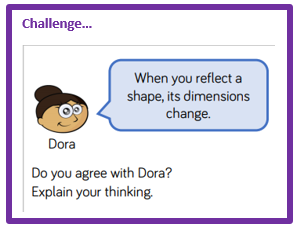 Challenge...
When you reflect a
shape, its dimensions
change.
Dora
Do you agree with Dora?
Explain your thinking.